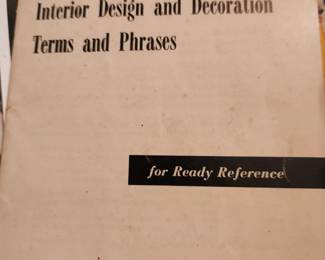 Interior Design and Decoration
Terms and Phrases
for Ready Reference